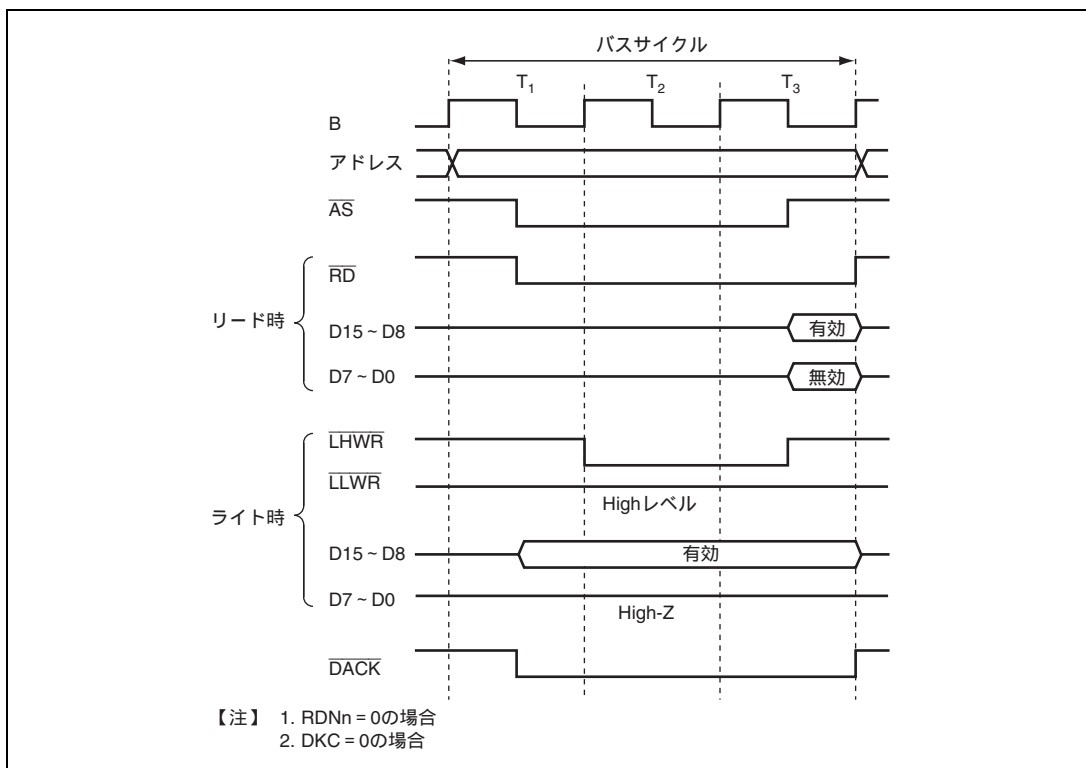 バスサイクル
T1 T2 T3
B
アドレス
AS
RD
リード時
D15 ~ D8 有効
D7 ~ D0 無効
LHWR
LLWR
Highレベル
ライト時
D15 ~ D8 有効
D7 ~ D0
High-Z
DACK
【注】 1. RDNn = 0の場合
2. DKC = 0の場合